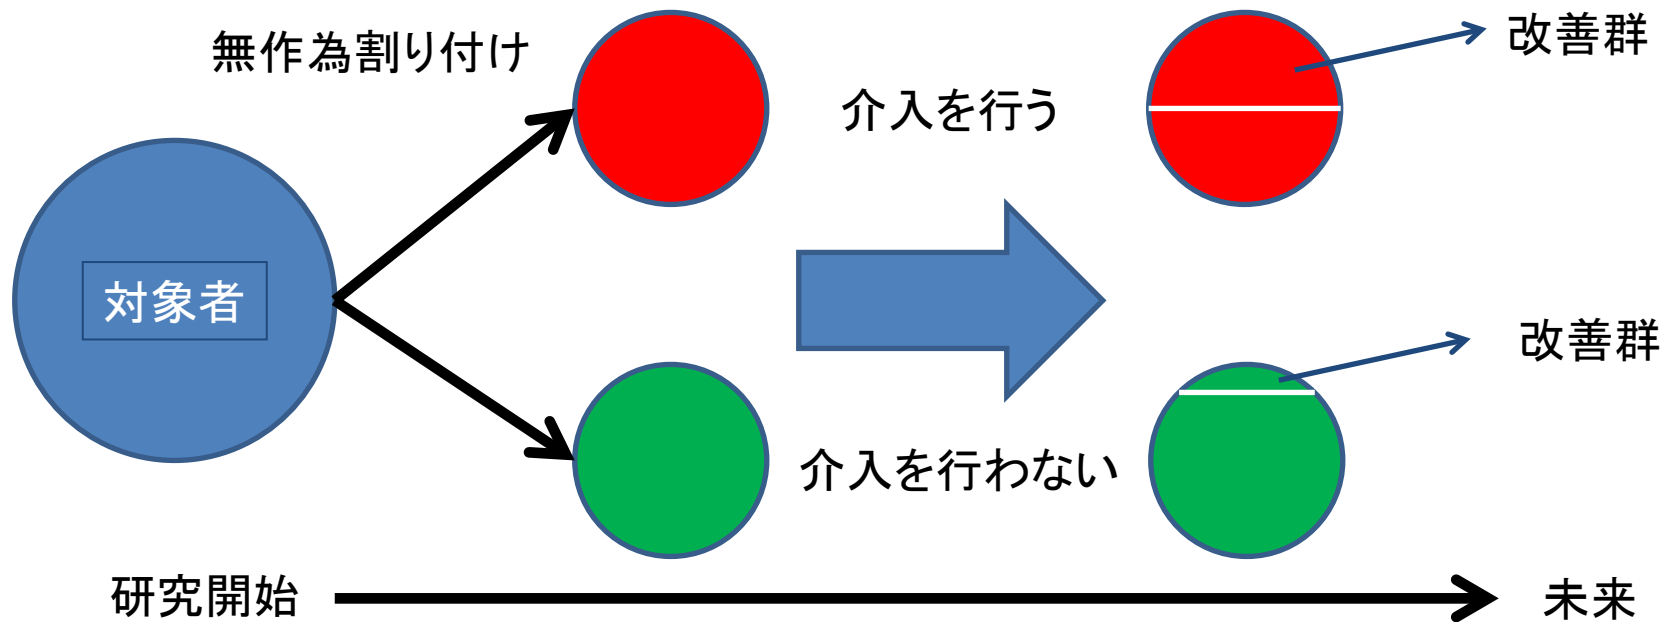 無作為割り付け
改善群
介入を行う
対象者
改善群
介入を行わない
研究開始
未来